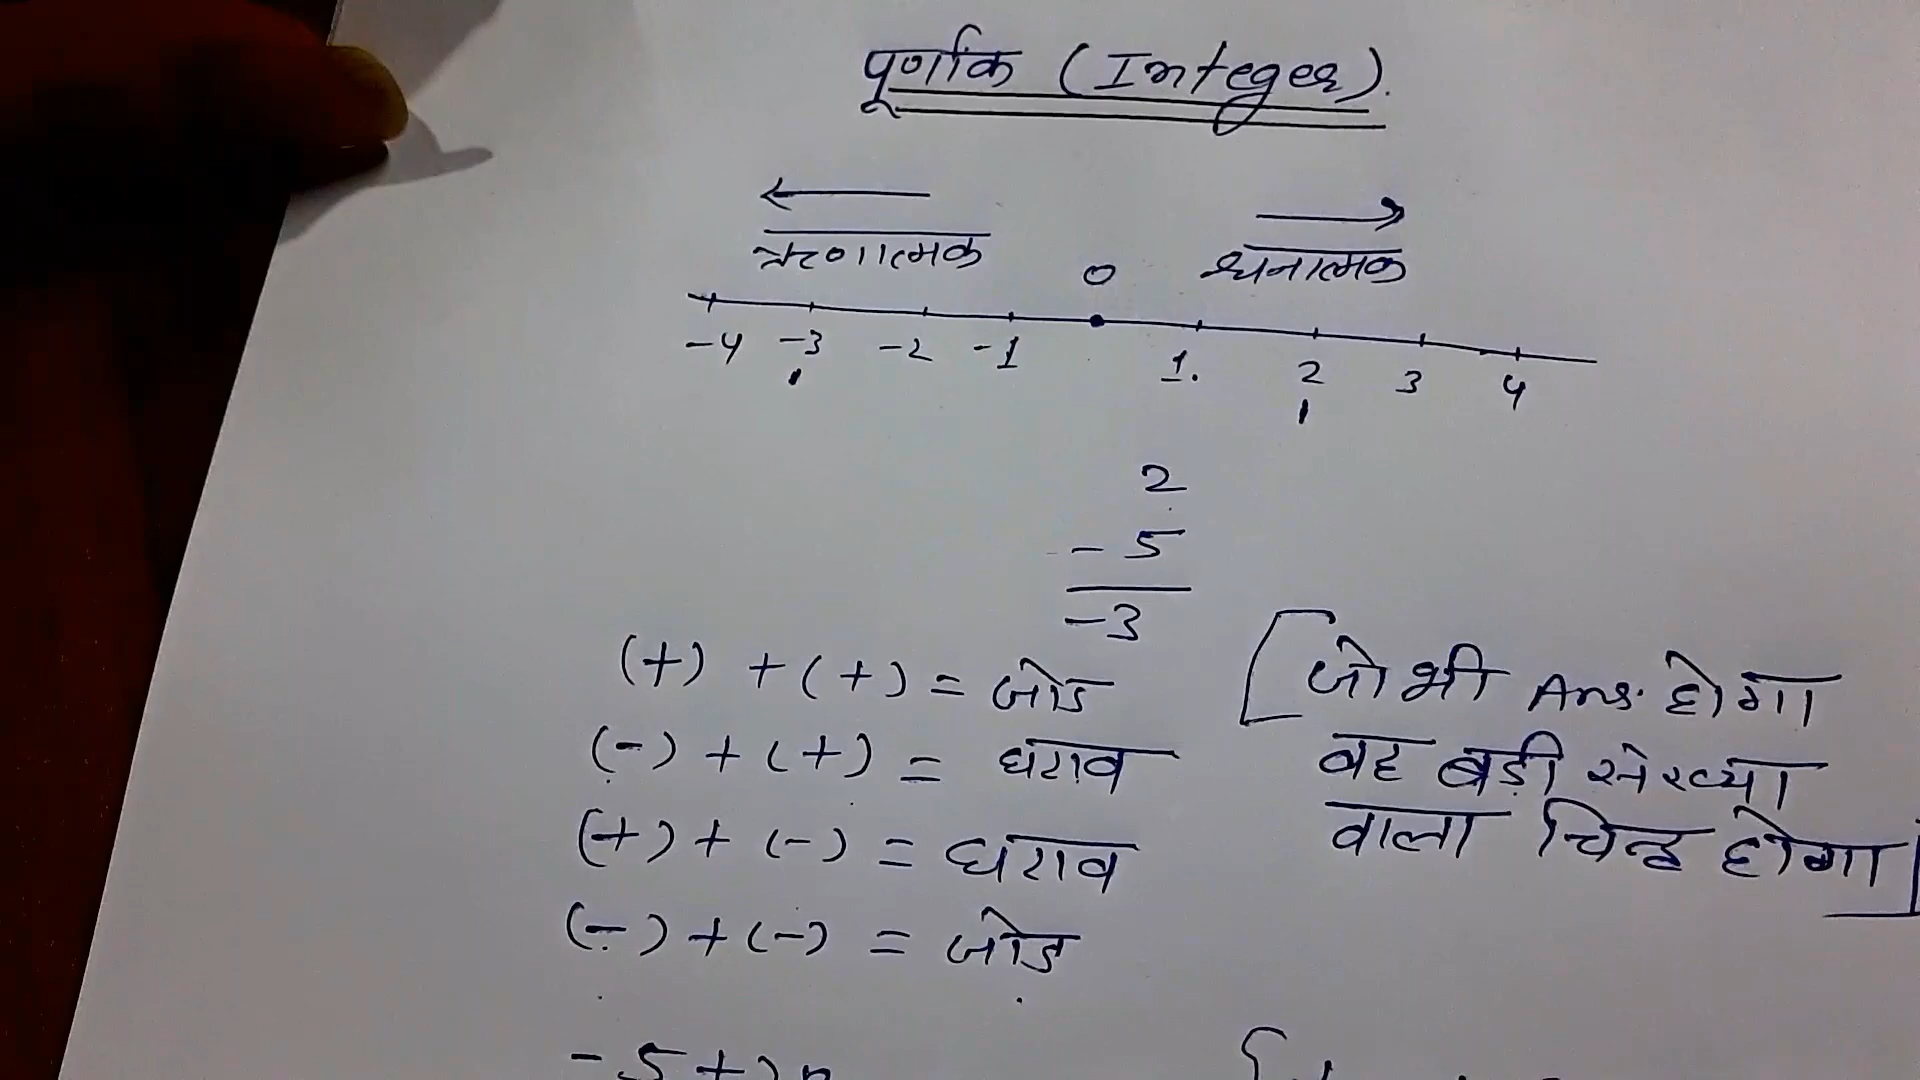 पूर्णांक (Integer).
ऋणात्मक 0 धनात्मक
-4 -3 -2 -1 1. 2 3 4
2
- 5
-3
(+) + (+) = जोड
(-) + (+) = घटाव
(+) + (-) = घटाव
(-) + (-) = जोड
[जो भी Ans. होगा
वह बड़ी संख्या
वाला चिन्ह होगा]
- 5 +